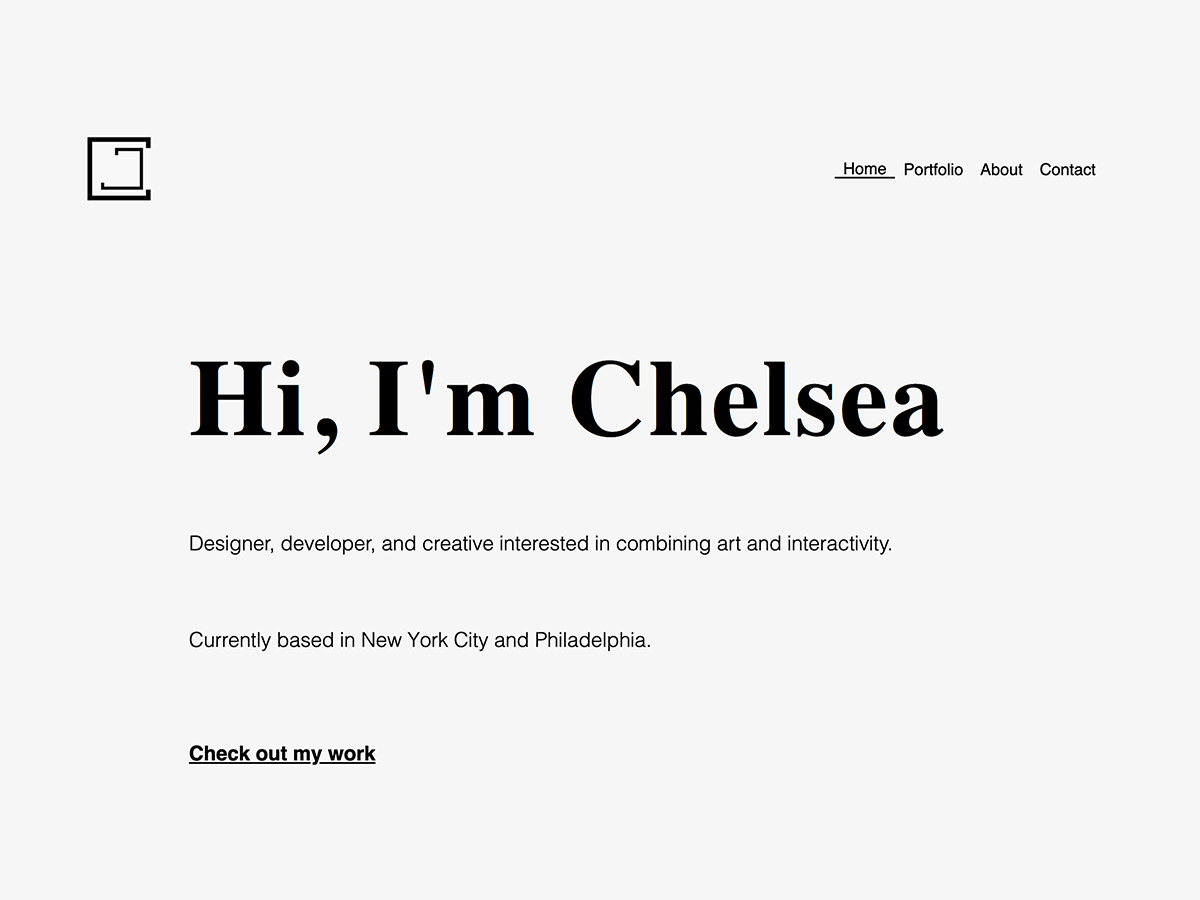 Home Portfolio About Contact
Hi, I'm Chelsea
Designer, developer, and creative interested in combining art and interactivity.
Currently based in New York City and Philadelphia.
Check out my work